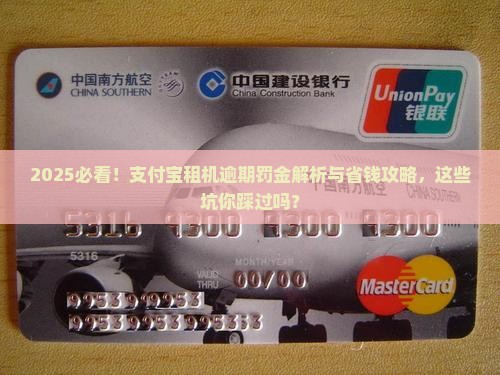 中国南方航空
CHINA SOUTHERN
中国建设银行
China Construction Bank
UnionPay
银联
2025必看！支付宝租机逾期罚金解析与省钱攻略，这些
坑你踩过吗？
5316 4300 4300 4300
5316
MONTH/YEAR
VALID
THRU
00/00
MasterCard